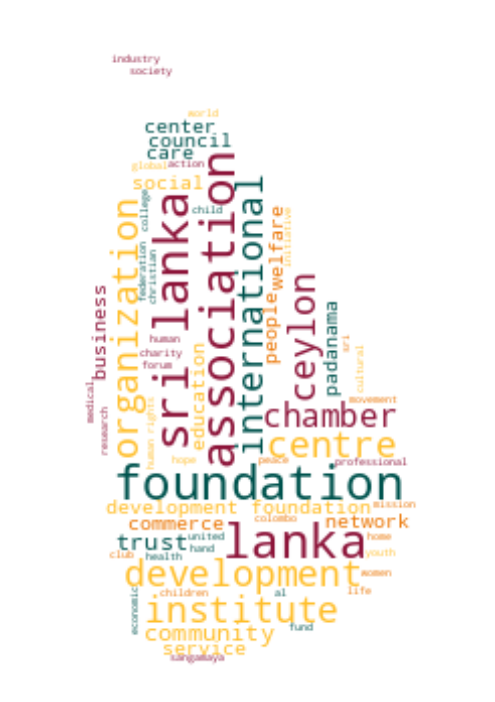 industry
society
world
center
council
care
global
action
social
child
college
organization
sri lanka
association
international
federation
christian
welfare
initiative
people
ceylon
padanama
sri
cultural
business
medical
research
human
charity
forum
education
human rights
hope
movement
chamber
centre
peace
professional
foundation
development foundation
mission
commerce
colombo
network
trust
united
hand
lanka
home
club
health
youth
development
women
children
al
life
economic
institute
fund
community
service
sangamaya